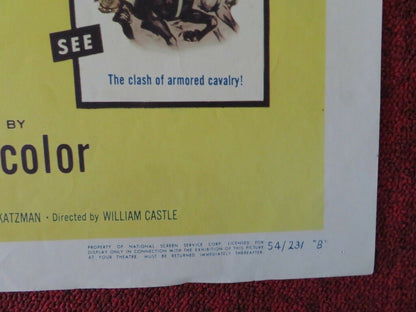 SEE
The clash of armored cavalry!
BY
color
KATZMAN · Directed by WILLIAM CASTLE
PROPERTY OF NATIONAL SCREEN SERVICE CORP. LICENSED FOR
DISPLAY ONLY IN CONNECTION WITH THE EXHIBITION OF THIS PICTURE
AT YOUR THEATRE. MUST BE RETURNED IMMEDIATELY THEREAFTER.
54/231 "B"